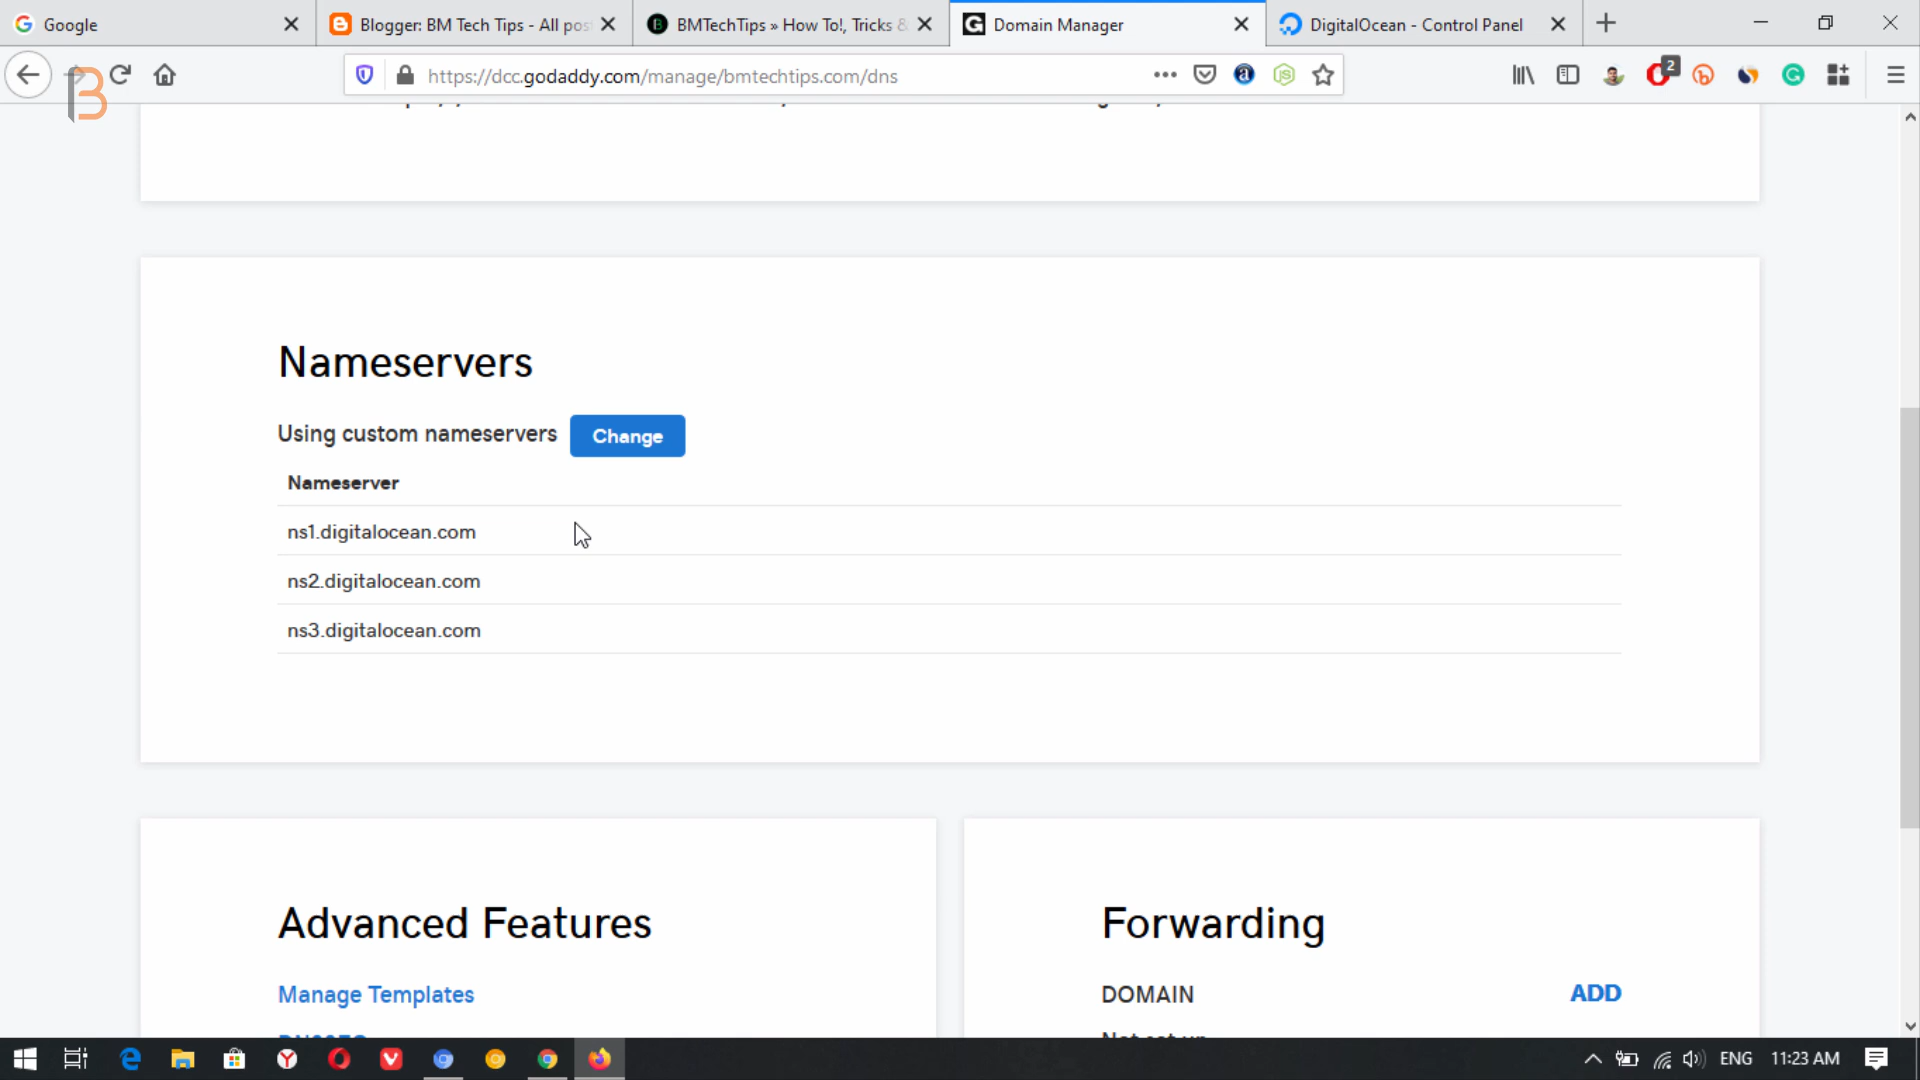 Google
Blogger: BM Tech Tips - All pos
BMTechTips » How To!, Tricks &
Domain Manager
DigitalOcean - Control Panel
https://dcc.godaddy.com/manage/bmtechtips.com/dns
2
Nameservers
Using custom nameservers
Change
Nameserver
ns1.digitalocean.com
ns2.digitalocean.com
ns3.digitalocean.com
Advanced Features
Manage Templates
Forwarding
DOMAIN
ADD
ENG
11:23 AM